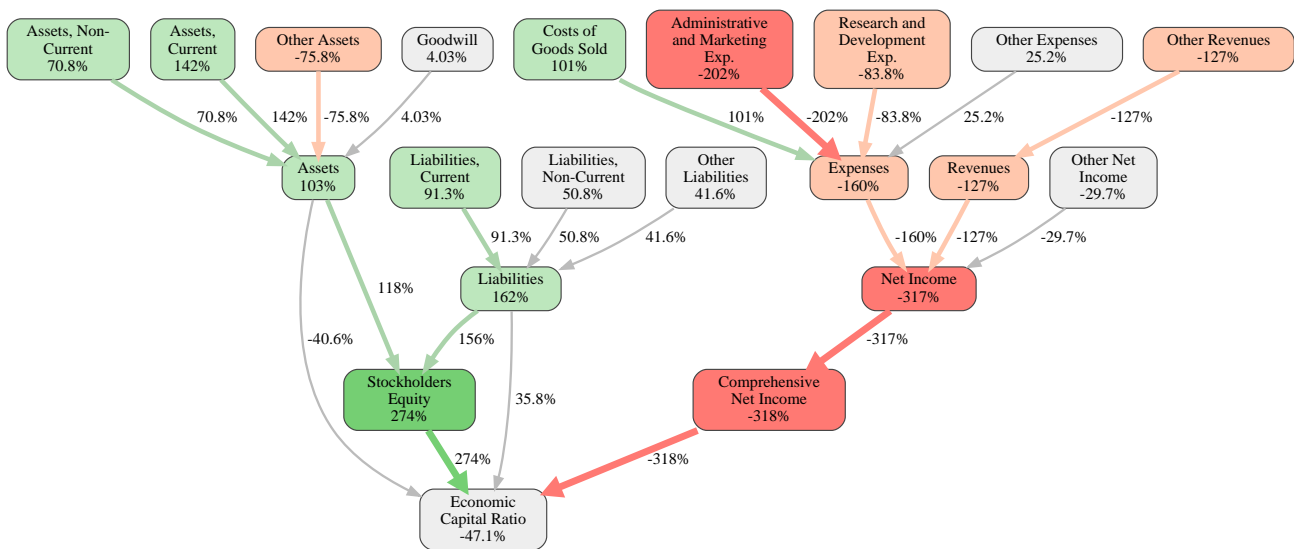 Assets, Non-
Current
70.8%
Assets,
Current
142%
Other Assets
-75.8%
Goodwill
4.03%
Costs of
Goods Sold
101%
Administrative
and Marketing
Exp.
-202%
Research and
Development
Exp.
-83.8%
Other Expenses
25.2%
Other Revenues
-127%
70.8%
142%
-75.8%
4.03%
101%
-202%
-83.8%
25.2%
-127%
Assets
103%
Liabilities,
Current
91.3%
Liabilities,
Non-Current
50.8%
Other
Liabilities
41.6%
Expenses
-160%
Revenues
-127%
Other Net
Income
-29.7%
91.3%
50.8%
41.6%
-160%
-127%
-29.7%
Liabilities
162%
Net Income
-317%
118%
-40.6%
156%
-317%
Stockholders
Equity
274%
35.8%
Comprehensive
Net Income
-318%
274%
-318%
Economic
Capital Ratio
-47.1%